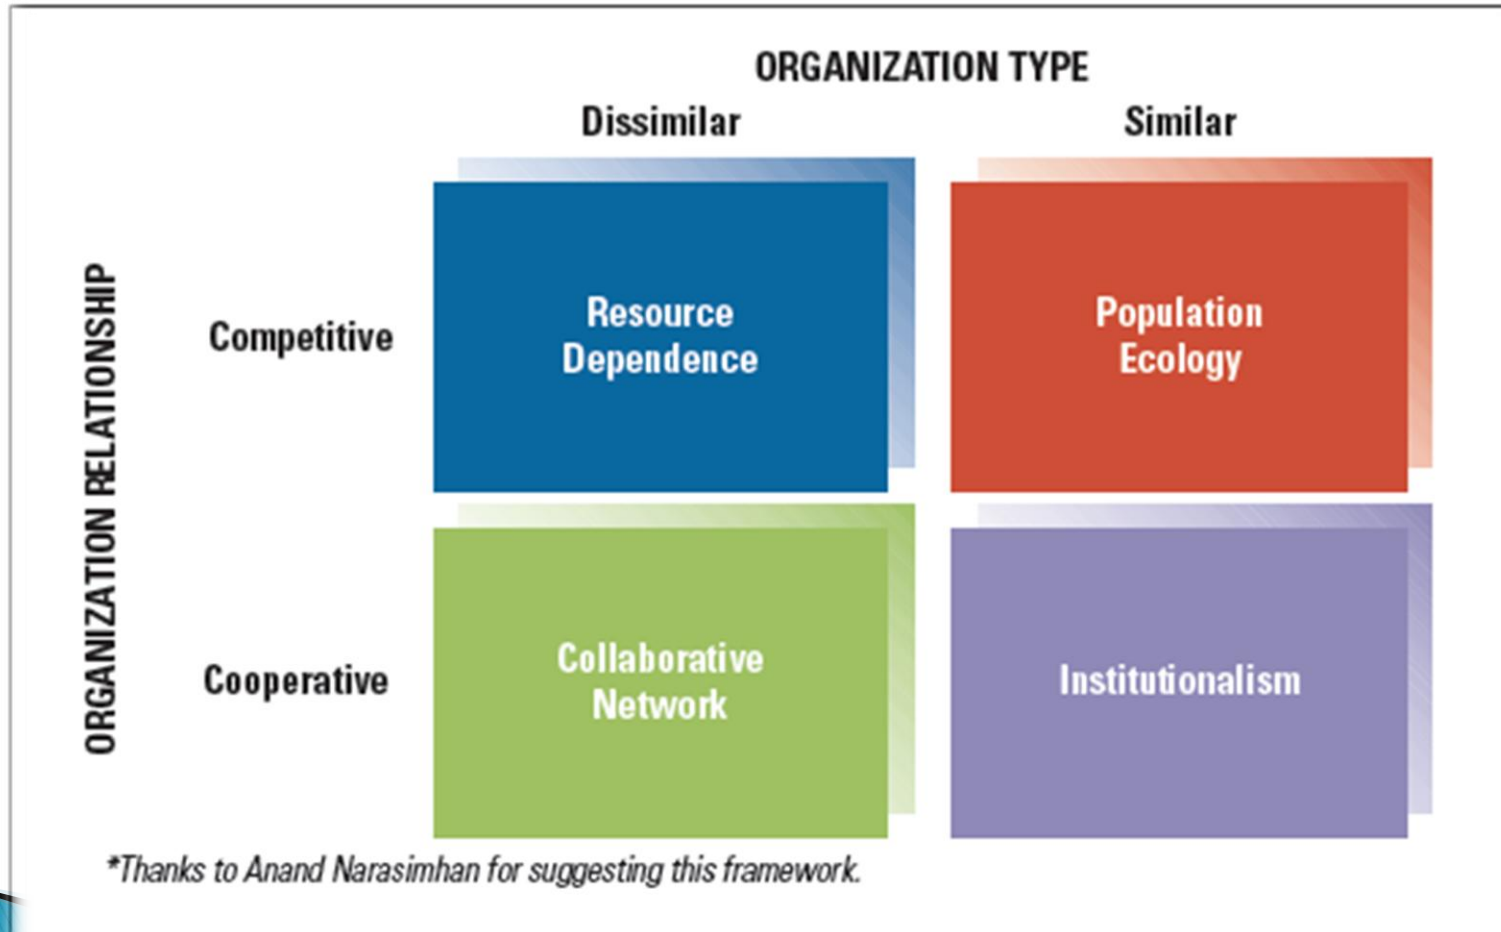 ORGANIZATION TYPE
Dissimilar
Similar
ORGANIZATION RELATIONSHIP
Competitive
Resource
Dependence
Population
Ecology
Cooperative
Collaborative
Network
Institutionalism
*Thanks to Anand Narasimhan for suggesting this framework.